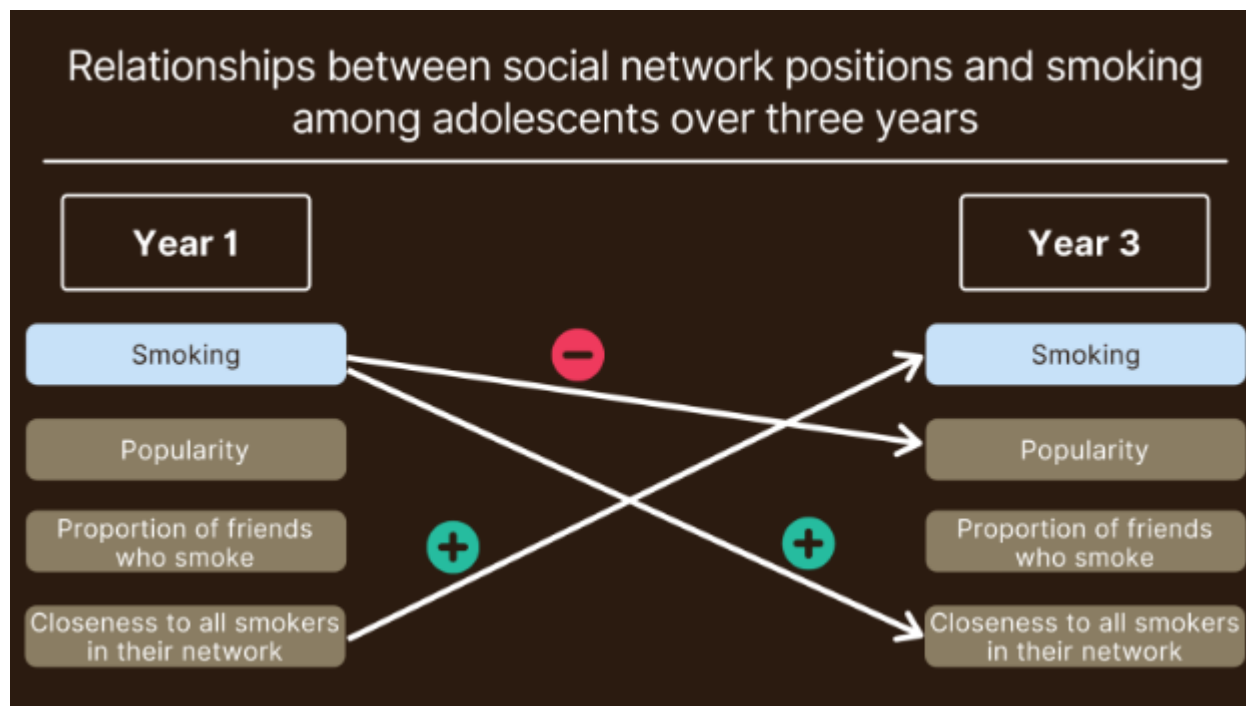 Relationships between social network positions and smoking
among adolescents over three years
Year 1
Year 3
Smoking
Smoking
Popularity
Popularity
Proportion of friends
who smoke
Proportion of friends
who smoke
Closeness to all smokers
in their network
Closeness to all smokers
in their network